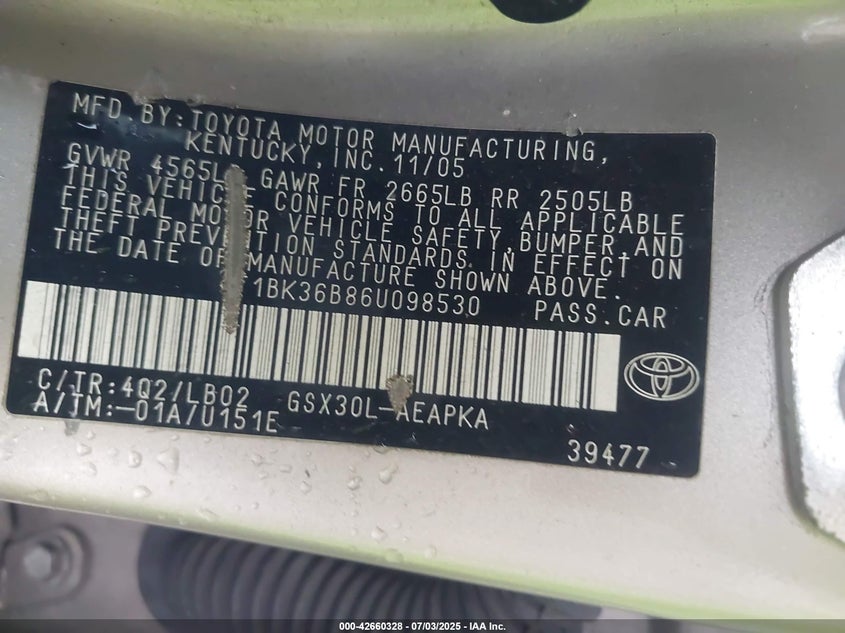 MFD. BY: TOYOTA MOTOR MANUFACTURING,
KENTUCKY, INC. 11/05
GVWR 4565L GAWR FR 2665LB RR 2505LB
THIS VEHICLE CONFORMS TO ALL APPLICABLE
FEDERAL MOTOR VEHICLE SAFETY, BUMPER, AND
THEFT PREVENTION STANDARDS IN EFFECT ON
THE DATE OF MANUFACTURE SHOWN ABOVE.
1BK36B86U098530 PASS. CAR
C/TR: 4Q2/LB02 GSX30L-AEAPKA
A/TM: -01A/U151E
39477
000-42660328 - 07/03/2025 - IAA Inc.